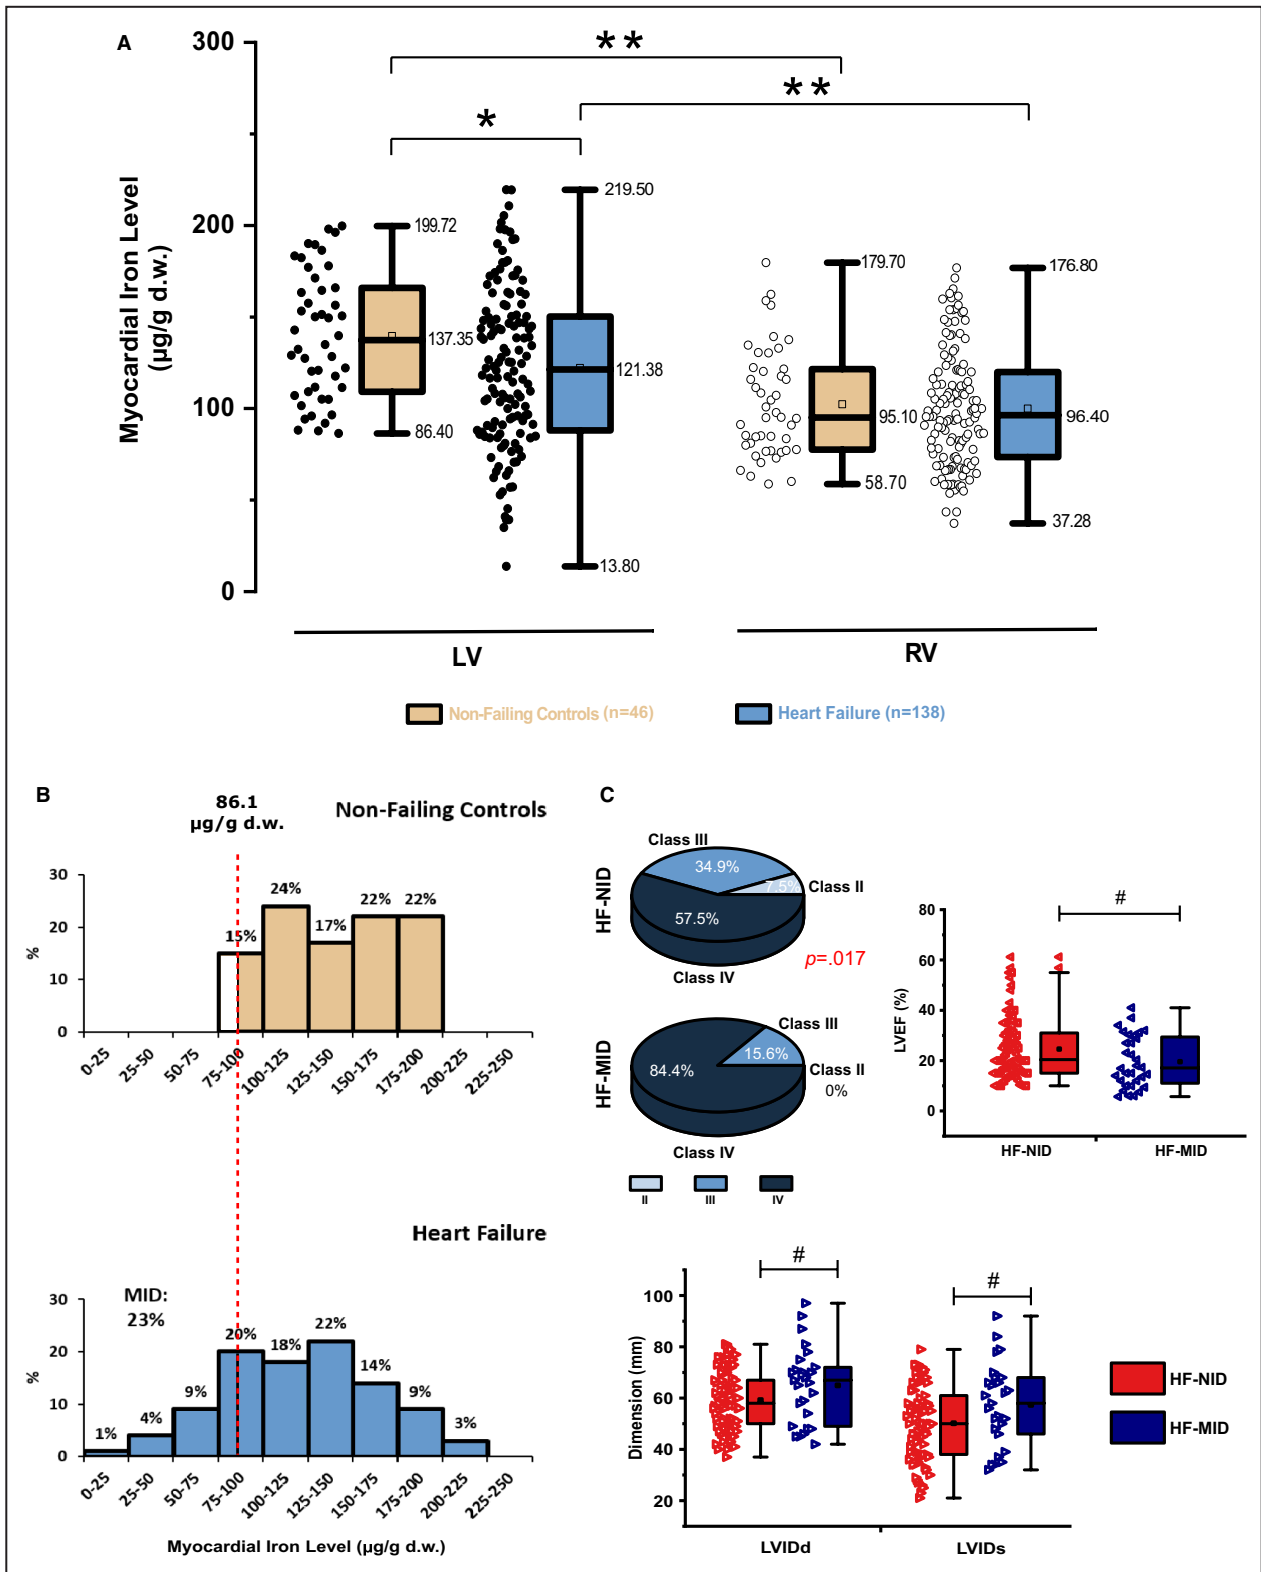 A
300
200
100
0
Myocardial Iron Level
(µg/g d.w.)
**
**
*
199.72
137.35
86.40
219.50
121.38
13.80
179.70
95.10
58.70
176.80
96.40
37.28
LV
RV
Non-Failing Controls (n=46)
Heart Failure (n=138)
B
86.1
µg/g d.w.
Non-Failing Controls
30
20
10
0
%
15%
24%
17%
22%
22%
0-25
25-50
50-75
75-100
100-125
125-150
150-175
175-200
200-225
225-250
Heart Failure
MID:
23%
30
20
10
0
%
1%
4%
9%
20%
18%
22%
14%
9%
3%
0-25
25-50
50-75
75-100
100-125
125-150
150-175
175-200
200-225
225-250
Myocardial Iron Level (µg/g d.w.)
C
HF-NID
Class III
34.9%
7.5%
Class II
57.5%
Class IV
p=.017
HF-MID
Class III
15.6%
Class II
0%
84.4%
Class IV
II
III
IV
80
60
40
20
0
LVEF (%)
#
HF-NID
HF-MID
100
80
60
40
20
Dimension (mm)
#
#
LVIDd
LVIDs
HF-NID
HF-MID